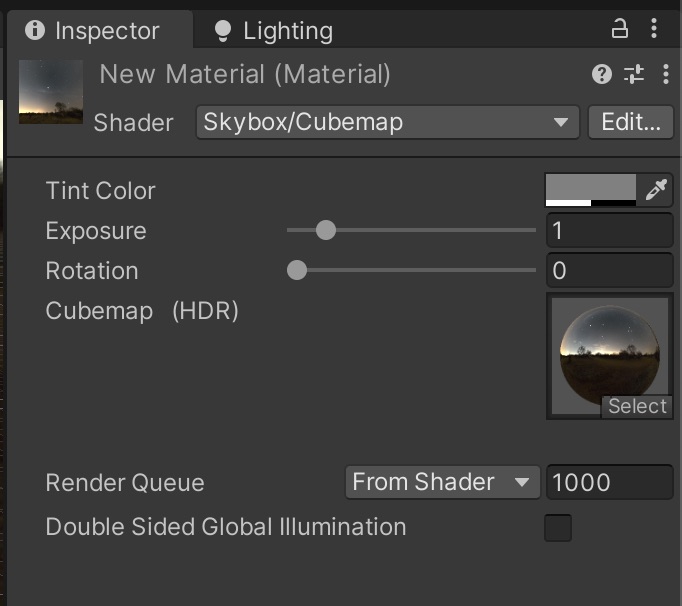 Inspector Lighting
New Material (Material)
Shader Skybox/Cubemap Edit...
Tint Color
Exposure 1
Rotation 0
Cubemap (HDR)
Select
Render Queue From Shader 1000
Double Sided Global Illumination